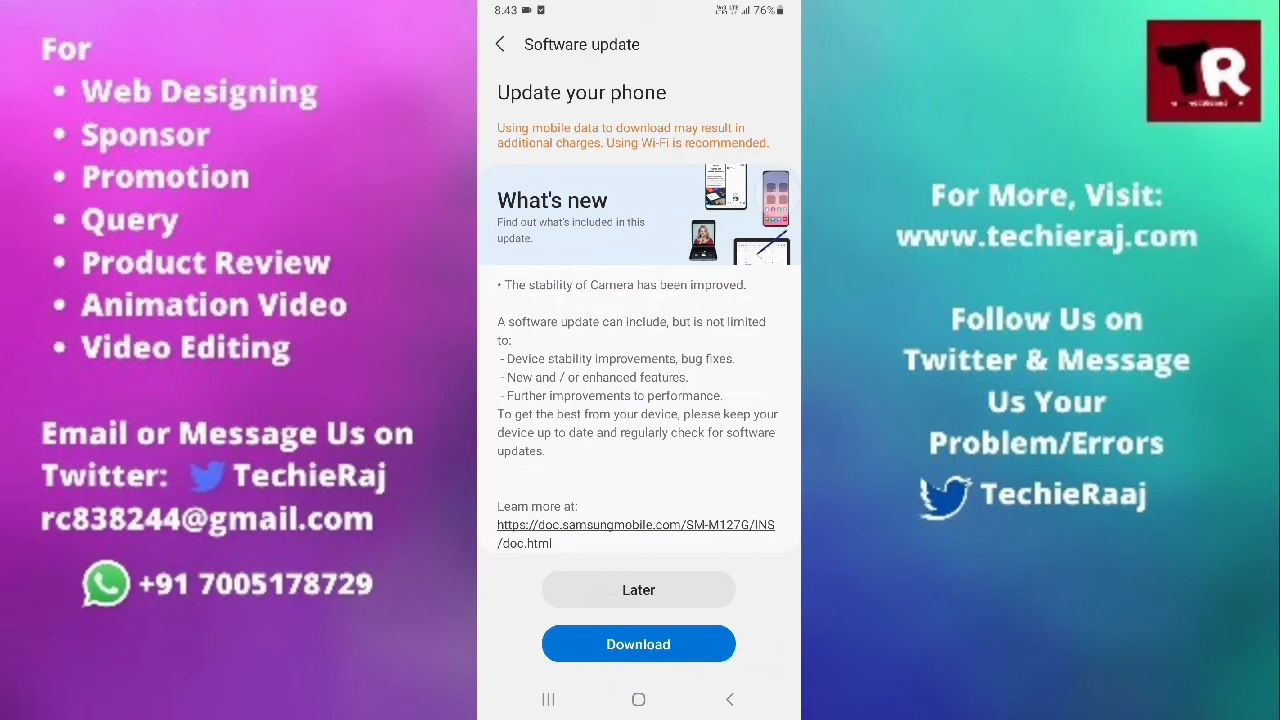 For
• Web Designing
• Sponsor
• Promotion
• Query
• Product Review
• Animation Video
• Video Editing
Email or Message Us on
Twitter: TechieRaj
rc838244@gmail.com
+91 7005178729
8:43
76%
Software update
Update your phone
Using mobile data to download may result in
additional charges. Using Wi-Fi is recommended.
What's new
Find out what's included in this
update.
• The stability of Camera has been improved.
A software update can include, but is not limited
to:
- Device stability improvements, bug fixes.
- New and / or enhanced features.
- Further improvements to performance.
To get the best from your device, please keep your
device up to date and regularly check for software
updates.
Learn more at:
https://doc.samsungmobile.com/SM-M127G/INS
/doc.html
Later
Download
TR
For More, Visit:
www.techieraj.com
Follow Us on
Twitter & Message
Us Your
Problem/Errors
TechieRaaj